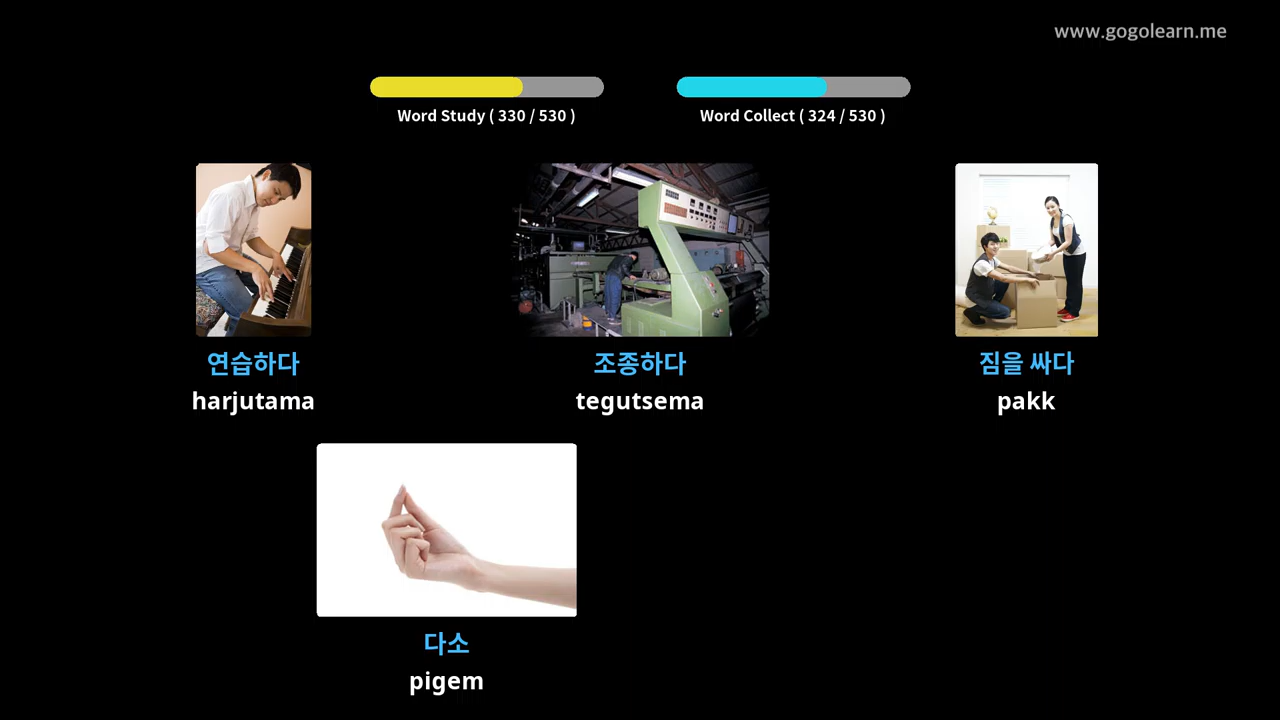 www.gogolearn.me
Word Study ( 330 / 530 )
Word Collect ( 324 / 530 )
연습하다
harjutama
조종하다
tegutsema
짐을 싸다
pakk
다소
pigem